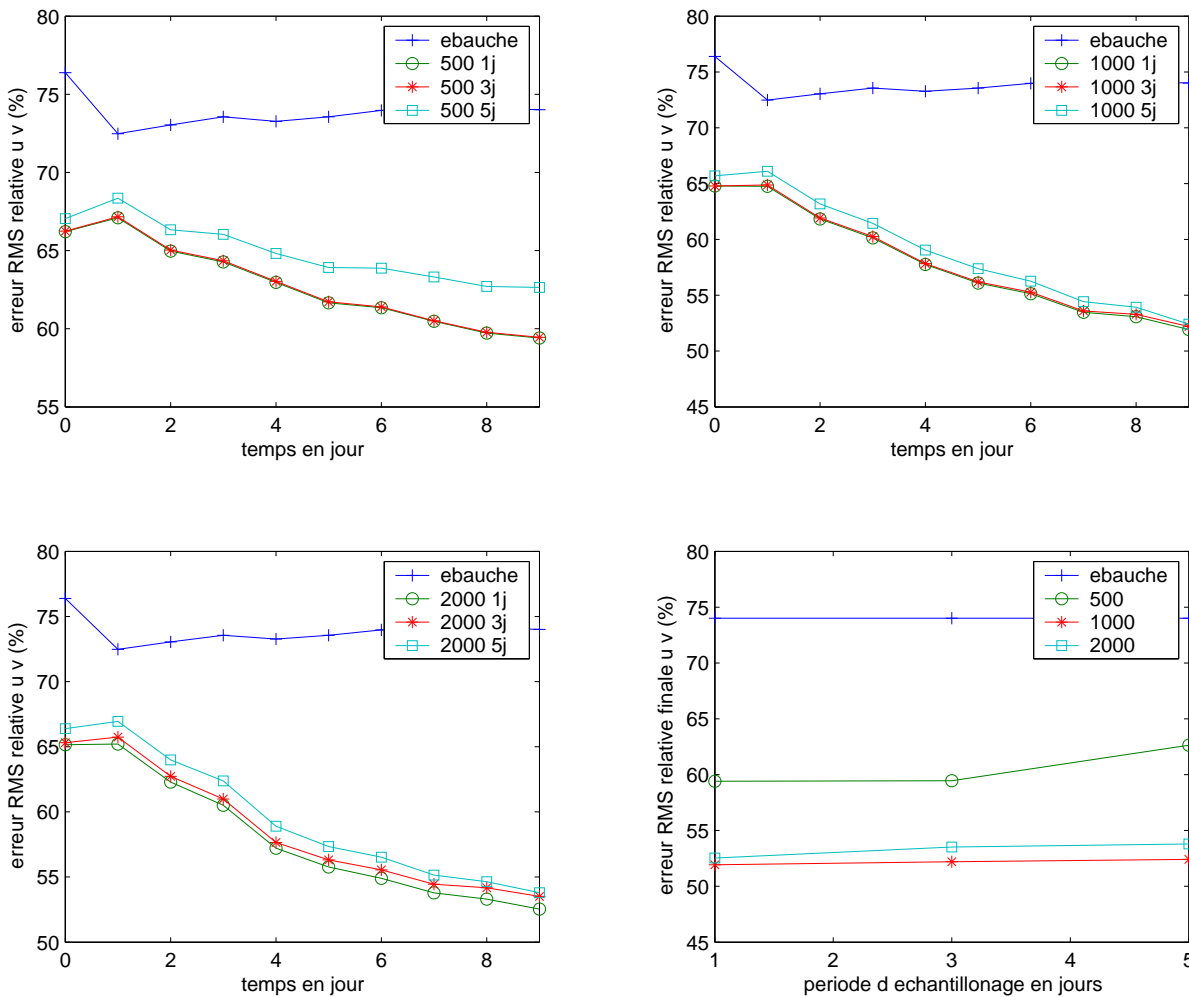 80
75
70
65
60
55
0
2
4
6
8
erreur RMS relative u v (%)
temps en jour
ebauche
500 1j
500 3j
500 5j
80
75
70
65
60
55
50
45
0
2
4
6
8
erreur RMS relative u v (%)
temps en jour
ebauche
1000 1j
1000 3j
1000 5j
80
75
70
65
60
55
50
0
2
4
6
8
erreur RMS relative u v (%)
temps en jour
ebauche
2000 1j
2000 3j
2000 5j
80
75
70
65
60
55
50
45
1
2
3
4
5
erreur RMS relative finale u v (%)
periode d echantillonage en jours
ebauche
500
1000
2000